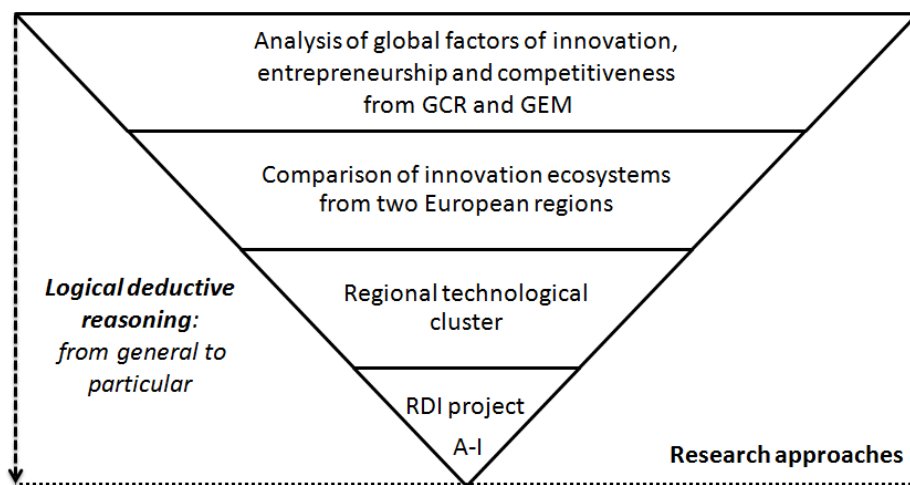 Analysis of global factors of innovation,
entrepreneurship and competitiveness
from GCR and GEM
Comparison of innovation ecosystems
from two European regions
Logical deductive
reasoning:
from general to
particular
Regional technological
cluster
RDI project
A-I
Research approaches